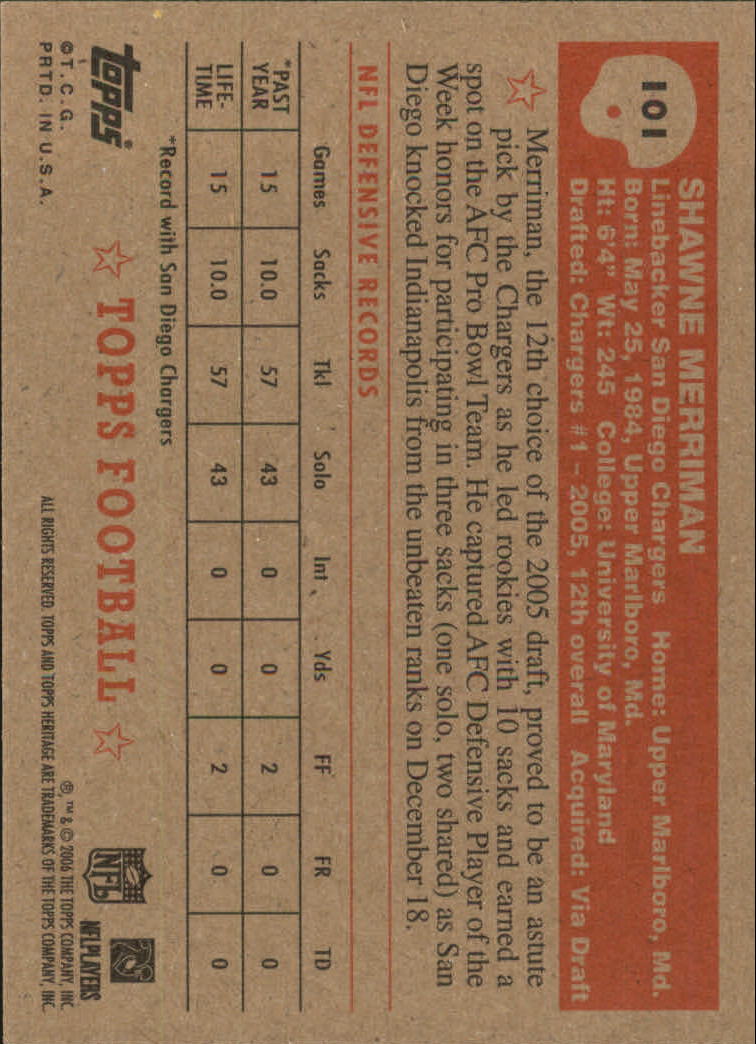 101
SHAWNE MERRIMAN
Linebacker San Diego Chargers Home: Upper Marlboro, Md.
Born: May 25, 1984, Upper Marlboro, Md.
Ht: 6'4" Wt: 245 College: University of Maryland
Drafted: Chargers #1 – 2005, 12th overall Acquired: Via Draft
Merriman, the 12th choice of the 2005 draft, proved to be an astute
pick by the Chargers as he led rookies with 10 sacks and earned a
spot on the AFC Pro Bowl Team. He captured AFC Defensive Player of the
Week honors for participating in three sacks (one solo, two shared) as San
Diego knocked Indianapolis from the unbeaten ranks on December 18.
NFL DEFENSIVE RECORDS
Games Sacks Tkl Solo Int Yds FF FR TD
*PAST YEAR 15 10.0 57 43 0 0 2 0 0
LIFE-TIME 15 10.0 57 43 0 0 2 0 0
*Record with San Diego Chargers
topps®
TOPPS FOOTBALL
NFL
NFLPLAYERS
©T.C.G.
PRTD. IN U.S.A.
®, ™ & © 2006 THE TOPPS COMPANY, INC.
ALL RIGHTS RESERVED. TOPPS AND TOPPS HERITAGE ARE TRADEMARKS OF THE TOPPS COMPANY, INC.